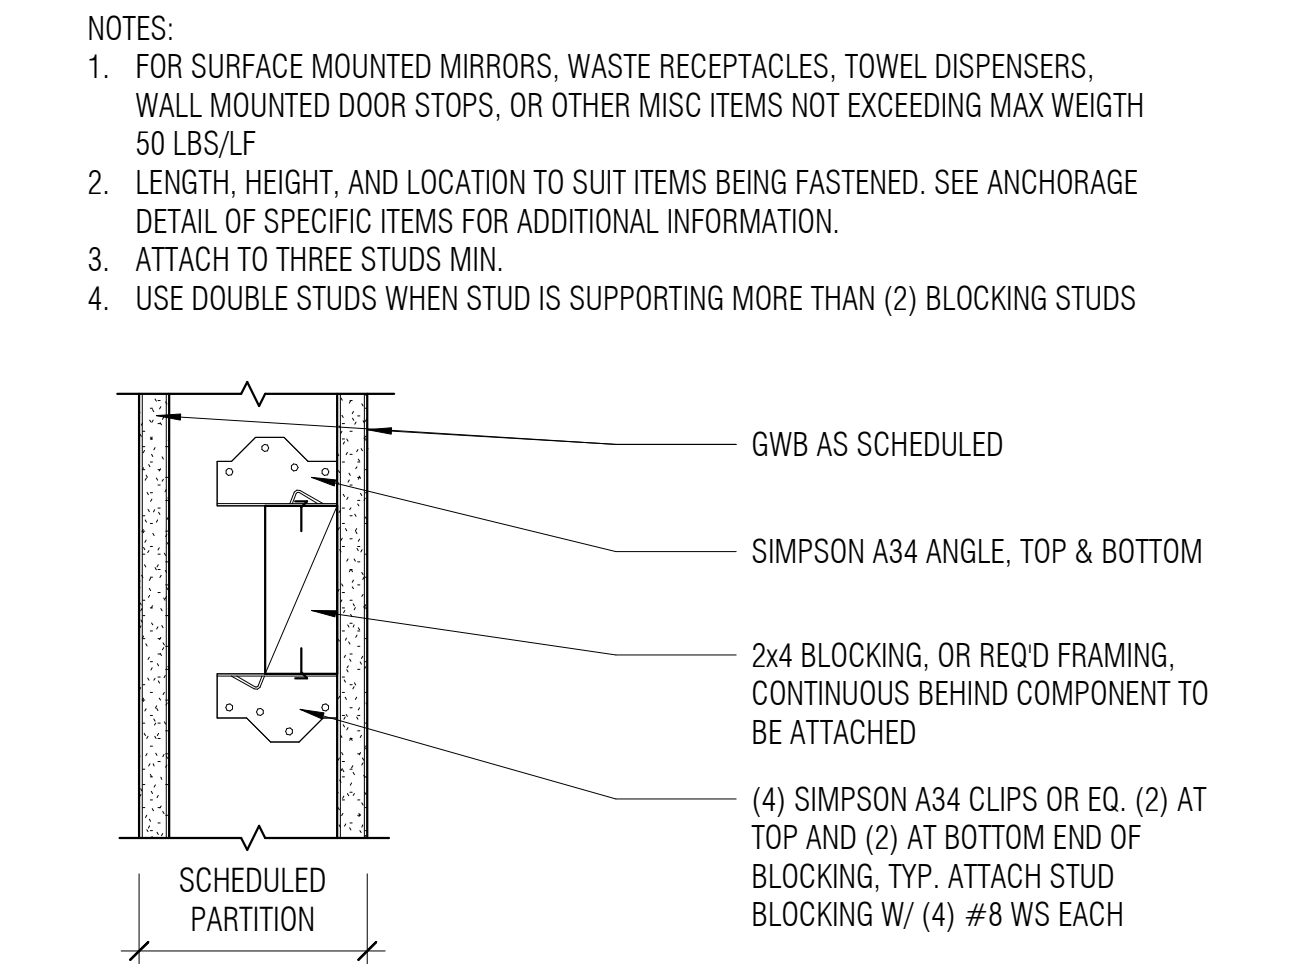 NOTES:
1. FOR SURFACE MOUNTED MIRRORS, WASTE RECEPTACLES, TOWEL DISPENSERS,
WALL MOUNTED DOOR STOPS, OR OTHER MISC ITEMS NOT EXCEEDING MAX WEIGTH
50 LBS/LF
2. LENGTH, HEIGHT, AND LOCATION TO SUIT ITEMS BEING FASTENED. SEE ANCHORAGE
DETAIL OF SPECIFIC ITEMS FOR ADDITIONAL INFORMATION.
3. ATTACH TO THREE STUDS MIN.
4. USE DOUBLE STUDS WHEN STUD IS SUPPORTING MORE THAN (2) BLOCKING STUDS
GWB AS SCHEDULED
SIMPSON A34 ANGLE, TOP & BOTTOM
2x4 BLOCKING, OR REQ'D FRAMING,
CONTINUOUS BEHIND COMPONENT TO
BE ATTACHED
(4) SIMPSON A34 CLIPS OR EQ. (2) AT
TOP AND (2) AT BOTTOM END OF
BLOCKING, TYP. ATTACH STUD
BLOCKING W/ (4) #8 WS EACH
SCHEDULED
PARTITION